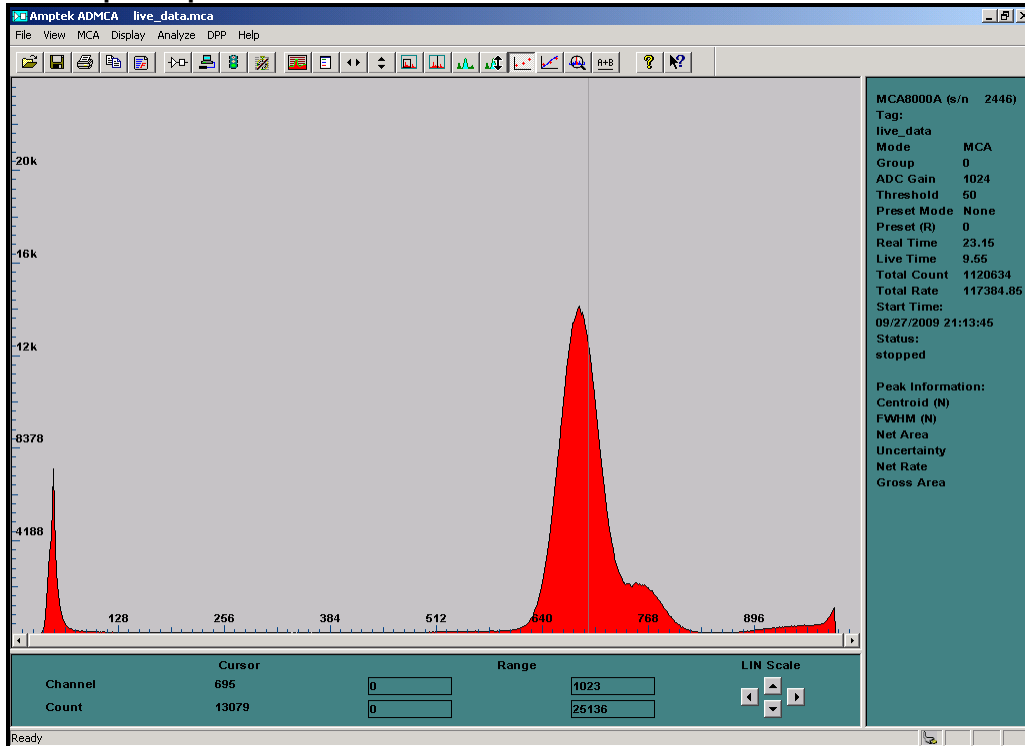 Amptek ADMCA live_data.mca
File View MCA Display Analyze DPP Help
A+B
MCA8000A (s/n 2446)
Tag:
live_data
Mode MCA
Group 0
ADC Gain 1024
Threshold 50
Preset Mode None
Preset (R) 0
Real Time 23.15
Live Time 9.55
Total Count 1120634
Total Rate 117384.85
Start Time:
09/27/2009 21:13:45
Status:
stopped
Peak Information:
Centroid (N)
FWHM (N)
Net Area
Uncertainty
Net Rate
Gross Area
20k
16k
12k
8378
4188
128 256 384 512 640 768 896
Cursor Range LIN Scale
Channel 695 0 1023
Count 13079 0 25136
Ready